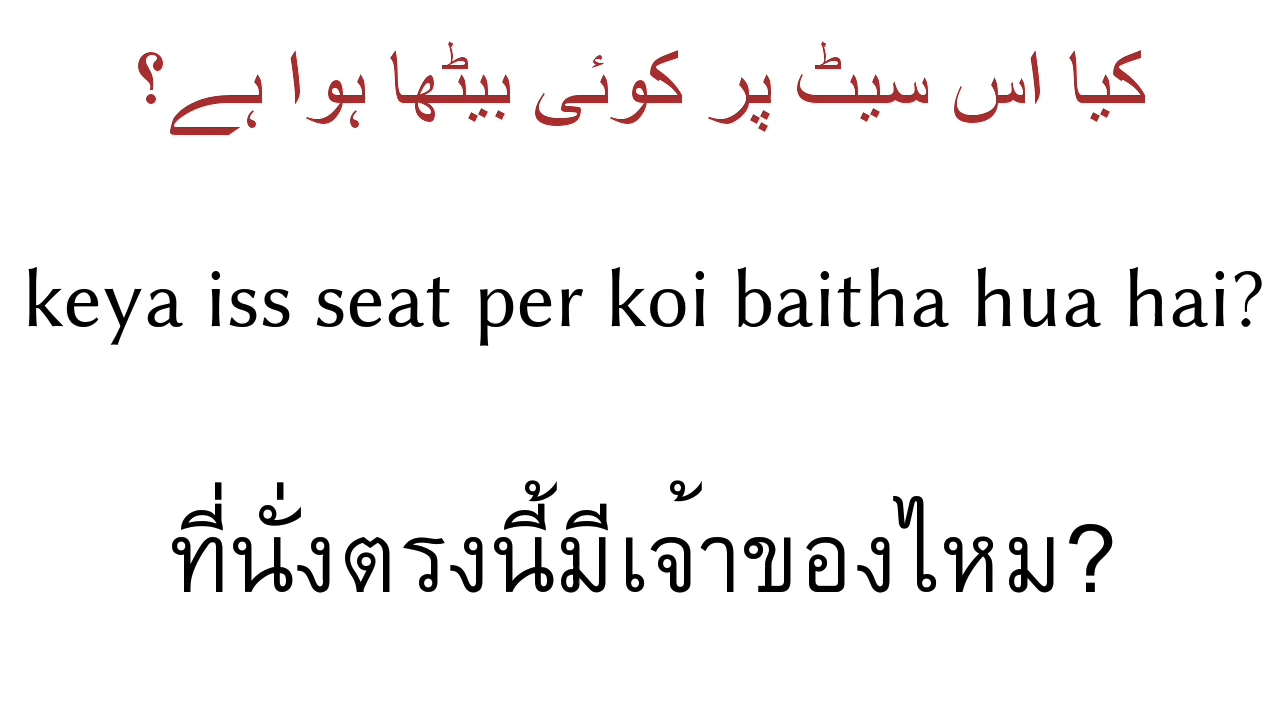 کیا اس سیٹ پر کوئی بیٹھا ہوا ہے؟
keya iss seat per koi baitha hua hai?
ที่นั่งตรงนี้มีเจ้าของไหม?